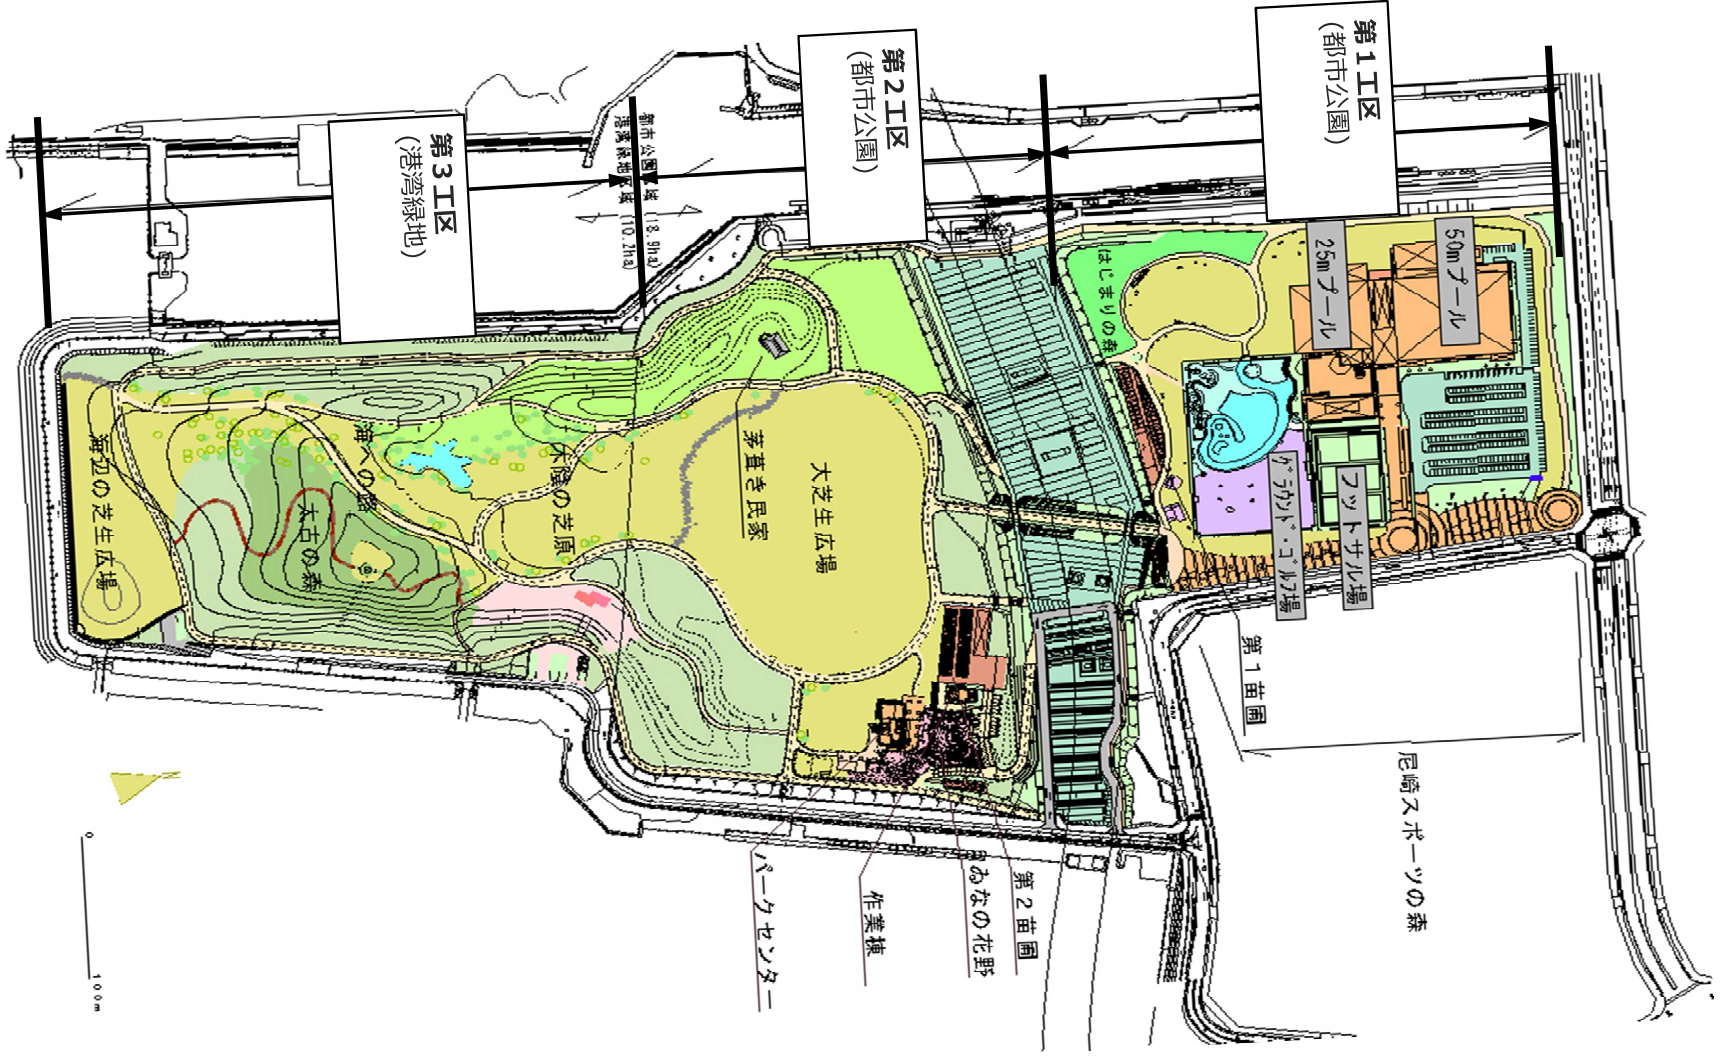 第1工区
(都市公園)
第2工区
(都市公園)
第3工区
(港湾緑地)
都市公園区域 (18.9ha)
港湾緑地区域 (10.2ha)
50mプール
25mプール
はじまりの森
フットサル場
グラウンド・ゴルフ場
第1苗圃
尼崎スポーツの森
大芝生広場
茅葺き民家
木陰の芝原
海への路
太古の森
海辺の芝生広場
第2苗圃
ゐなの花野
作業棟
パークセンター
0
100m